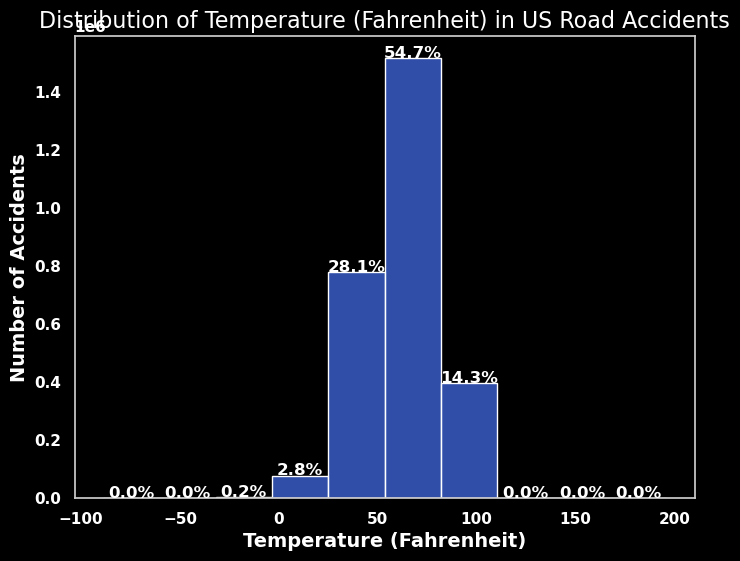 Distribution of Temperature (Fahrenheit) in US Road Accidents
1e6
54.7%
1.4
1.2
1.0
28.1%
0.8
0.6
14.3%
0.4
0.2
2.8%
0.0% 0.0% 0.2% 0.0% 0.0% 0.0%
0.0
Number of Accidents
−100 −50 0 50 100 150 200
Temperature (Fahrenheit)